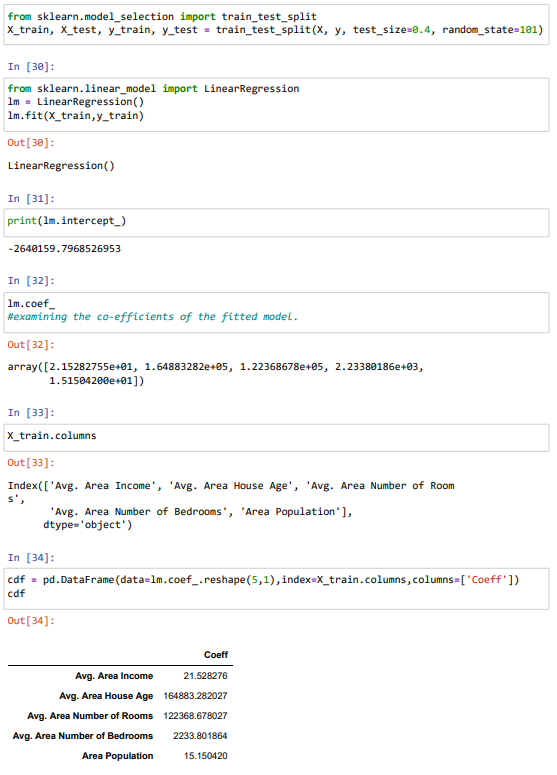 from sklearn.model_selection import train_test_split
X_train, X_test, y_train, y_test = train_test_split(X, y, test_size=0.4, random_state=101)
In [30]:
from sklearn.linear_model import LinearRegression
lm = LinearRegression()
lm.fit(X_train,y_train)
Out[30]:
LinearRegression()
In [31]:
print(lm.intercept_)
-2640159.7968526953
In [32]:
lm.coef_
#examining the co-efficients of the fitted model.
Out[32]:
array([2.15282755e+01, 1.64883282e+05, 1.22368678e+05, 2.23380186e+03,
1.51504200e+01])
In [33]:
X_train.columns
Out[33]:
Index(['Avg. Area Income', 'Avg. Area House Age', 'Avg. Area Number of Room
s',
'Avg. Area Number of Bedrooms', 'Area Population'],
dtype='object')
In [34]:
cdf = pd.DataFrame(data=lm.coef_.reshape(5,1),index=X_train.columns,columns=['Coeff'])
cdf
Out[34]:
Coeff
Avg. Area Income 21.528276
Avg. Area House Age 164883.282027
Avg. Area Number of Rooms 122368.678027
Avg. Area Number of Bedrooms 2233.801864
Area Population 15.150420